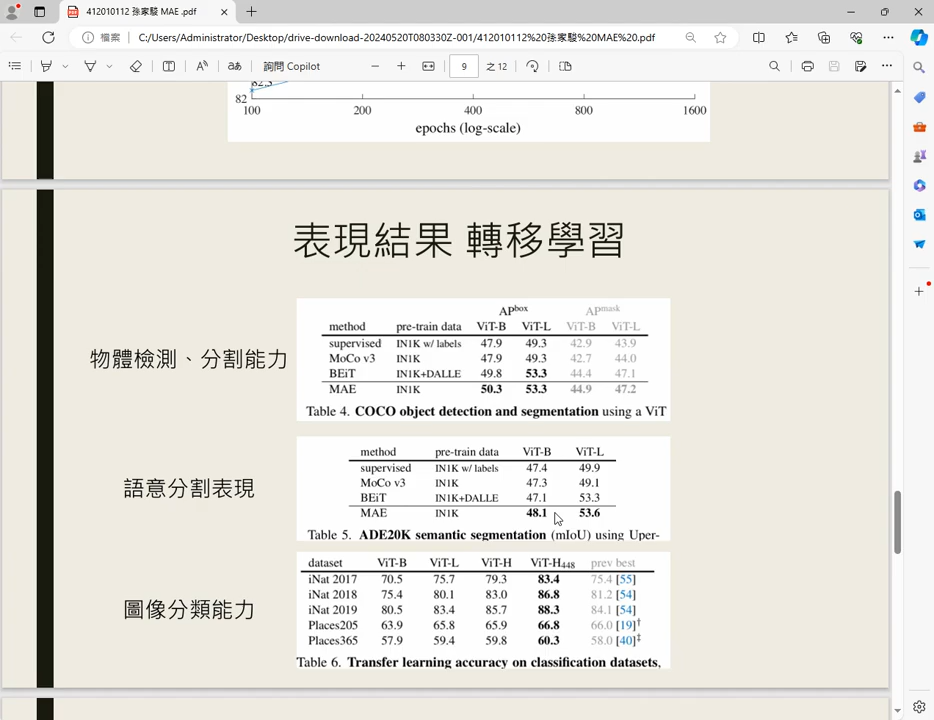 412010112 孫家駿 MAE .pdf
檔案 C:/Users/Administrator/Desktop/drive-download-20240520T080330Z-001/412010112%20孫家駿%20MAE%20.pdf
詢問 Copilot 9 之 12
82.3
82
100 200 400 800 1600
epochs (log-scale)
表現結果 轉移學習
物體檢測、分割能力
APbox APmask
method pre-train data ViT-B ViT-L ViT-B ViT-L
supervised IN1K w/ labels 47.9 49.3 42.9 43.9
MoCo v3 IN1K 47.9 49.3 42.7 44.0
BEiT IN1K+DALLE 49.8 53.3 44.4 47.1
MAE IN1K 50.3 53.3 44.9 47.2
Table 4. COCO object detection and segmentation using a ViT
語意分割表現
method pre-train data ViT-B ViT-L
supervised IN1K w/ labels 47.4 49.9
MoCo v3 IN1K 47.3 49.1
BEiT IN1K+DALLE 47.1 53.3
MAE IN1K 48.1 53.6
Table 5. ADE20K semantic segmentation (mIoU) using Uper-
圖像分類能力
dataset ViT-B ViT-L ViT-H ViT-H448 prev best
iNat 2017 70.5 75.7 79.3 83.4 75.4 [55]
iNat 2018 75.4 80.1 83.0 86.8 81.2 [54]
iNat 2019 80.5 83.4 85.7 88.3 84.1 [54]
Places205 63.9 65.8 65.9 66.8 66.0 [19]†
Places365 57.9 59.4 59.8 60.3 58.0 [40]‡
Table 6. Transfer learning accuracy on classification datasets,